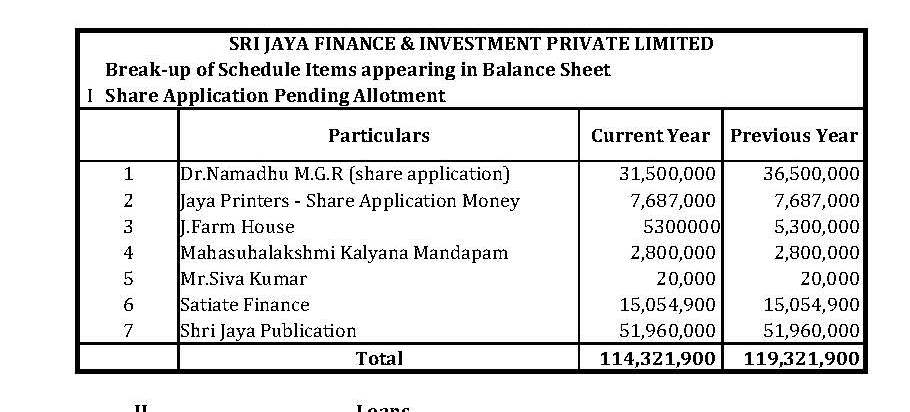 SRI JAYA FINANCE & INVESTMENT PRIVATE LIMITED
Break-up of Schedule Items appearing in Balance Sheet
I Share Application Pending Allotment
Particulars Current Year Previous Year
1 Dr.Namadhu M.G.R (share application) 31,500,000 36,500,000
2 Jaya Printers - Share Application Money 7,687,000 7,687,000
3 J.Farm House 5300000 5,300,000
4 Mahasuhalakshmi Kalyana Mandapam 2,800,000 2,800,000
5 Mr.Siva Kumar 20,000 20,000
6 Satiate Finance 15,054,900 15,054,900
7 Shri Jaya Publication 51,960,000 51,960,000
Total 114,321,900 119,321,900
II Loans